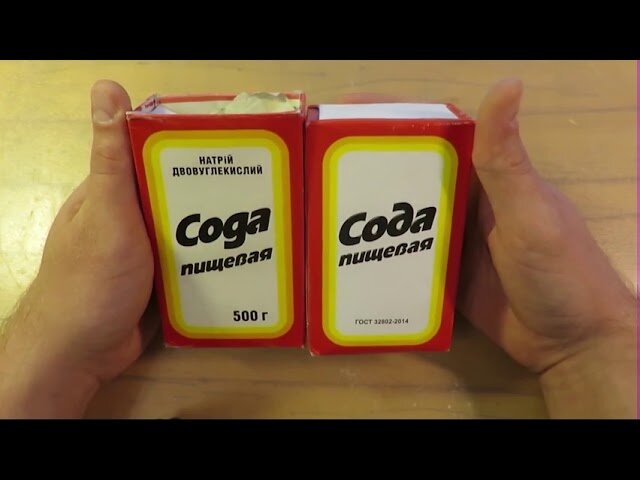 НАТРІЙ
ДВОВУГЛЕКИСЛИЙ
Сода
пищевая
500 г
Сода
пищевая
ГОСТ 32802-2014